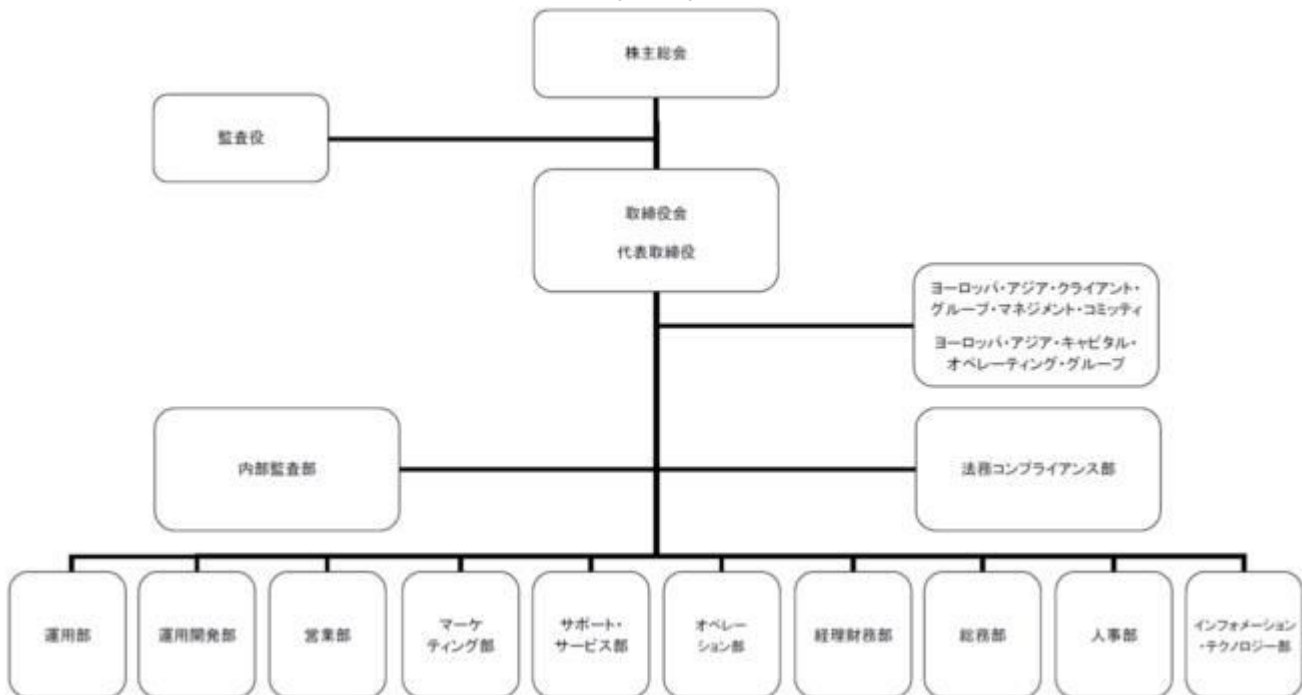 株主総会
監査役
取締役会
代表取締役
ヨーロッパ・アジア・クライアント・
グループ・マネジメント・コミッティ
ヨーロッパ・アジア・キャピタル・
オペレーティング・グループ
内部監査部
法務コンプライアンス部
運用部
運用開発部
営業部
マーケ
ティング部
サポート・
サービス部
オペレー
ション部
経理財務部
総務部
人事部
インフォメーション
・テクノロジー部